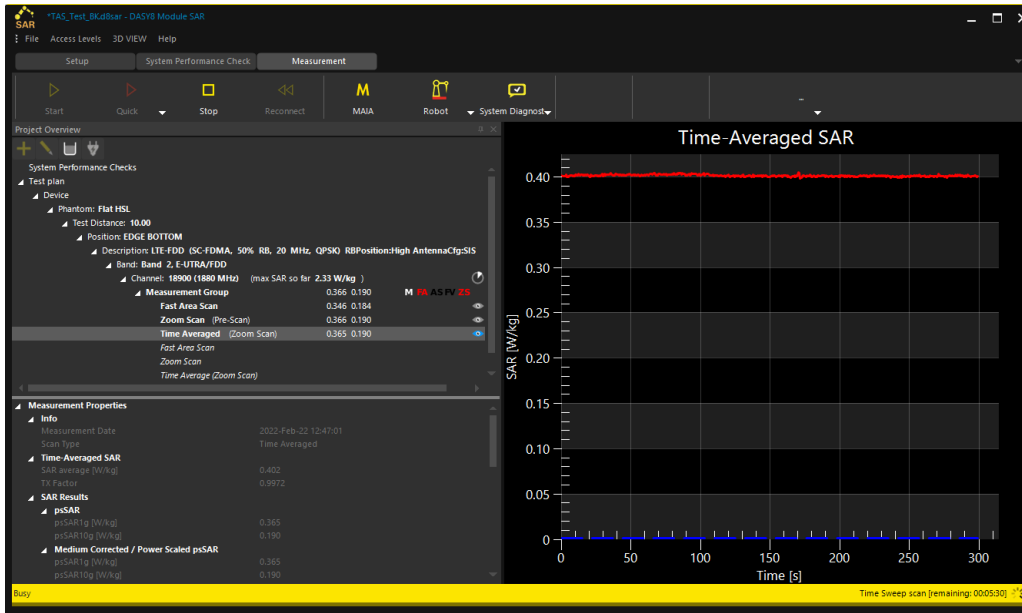 SAR
*TAS_Test_BK.d8sar - DASY8 Module SAR
File Access Levels 3D VIEW Help
Setup System Performance Check Measurement
Start Quick Stop Reconnect MAIA Robot System Diagnost
Project Overview
System Performance Checks
Test plan
Device
Phantom: Flat HSL
Test Distance: 10.00
Position: EDGE BOTTOM
Description: LTE-FDD (SC-FDMA, 50% RB, 20 MHz, QPSK) RBPosition:High AntennaCfg:SIS
Band: Band 2, E-UTRA/FDD
Channel: 18900 (1880 MHz) (max SAR so far 2.33 W/kg )
Measurement Group 0.366 0.190 M FA AS FV ZS
Fast Area Scan 0.346 0.184
Zoom Scan (Pre-Scan) 0.366 0.190
Time Averaged (Zoom Scan) 0.365 0.190
Fast Area Scan
Zoom Scan
Time Average (Zoom Scan)
Measurement Properties
Info
Measurement Date 2022-Feb-22 12:47:01
Scan Type Time Averaged
Time-Averaged SAR
SAR average [W/kg] 0.402
TX Factor 0.9972
SAR Results
psSAR
psSAR1g [W/kg] 0.365
psSAR10g [W/kg] 0.190
Medium Corrected / Power Scaled psSAR
psSAR1g [W/kg] 0.365
psSAR10g [W/kg] 0.190
Time-Averaged SAR
0.40
0.35
0.30
0.25
0.20
0.15
0.10
0.05
0
SAR [W/kg]
0 50 100 150 200 250 300
Time [s]
Busy Time Sweep scan [remaining: 00:05:30]